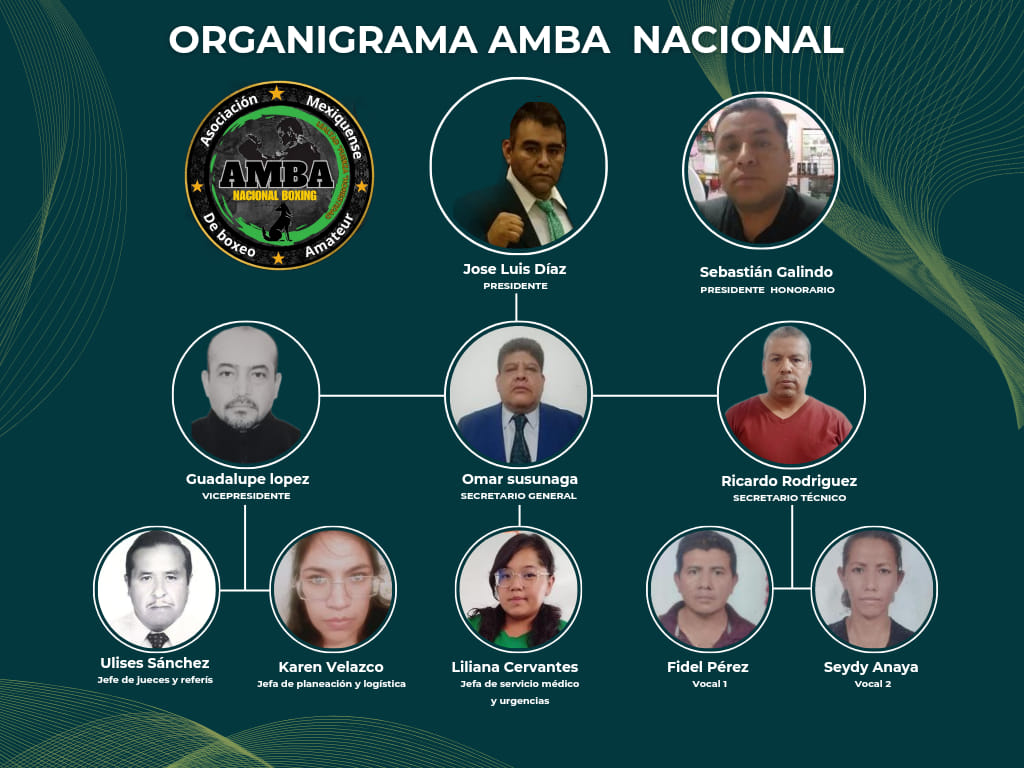 ORGANIGRAMA AMBA NACIONAL
Asociación
Mexiquense
AMBA
NACIONAL BOXING
De boxeo
Amateur
Jose Luis Díaz
PRESIDENTE
Sebastián Galindo
PRESIDENTE HONORARIO
Guadalupe lopez
VICEPRESIDENTE
Omar susunaga
SECRETARIO GENERAL
Ricardo Rodriguez
SECRETARIO TÉCNICO
Ulises Sánchez
Jefe de jueces y referís
Karen Velazco
Jefa de planeación y logística
Liliana Cervantes
Jefa de servicio médico
y urgencias
Fidel Pérez
Vocal 1
Seydy Anaya
Vocal 2